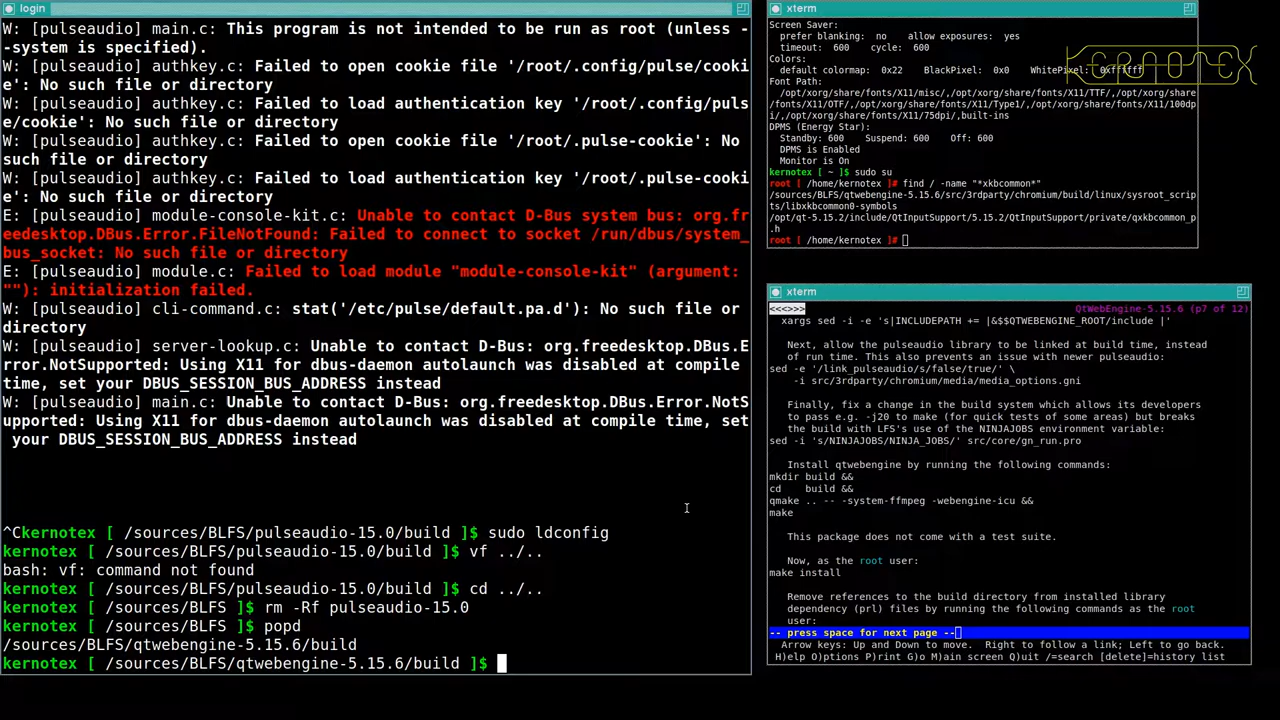 login
W: [pulseaudio] main.c: This program is not intended to be run as root (unless -
-system is specified).
W: [pulseaudio] authkey.c: Failed to open cookie file '/root/.config/pulse/cooki
e': No such file or directory
W: [pulseaudio] authkey.c: Failed to load authentication key '/root/.config/puls
e/cookie': No such file or directory
W: [pulseaudio] authkey.c: Failed to open cookie file '/root/.pulse-cookie': No
such file or directory
W: [pulseaudio] authkey.c: Failed to load authentication key '/root/.pulse-cooki
e': No such file or directory
E: [pulseaudio] module-console-kit.c: Unable to contact D-Bus system bus: org.fr
eedesktop.DBus.Error.FileNotFound: Failed to connect to socket /run/dbus/system_
bus_socket: No such file or directory
E: [pulseaudio] module.c: Failed to load module "module-console-kit" (argument:
""): initialization failed.
W: [pulseaudio] cli-command.c: stat('/etc/pulse/default.pa.d'): No such file or
directory
W: [pulseaudio] server-lookup.c: Unable to contact D-Bus: org.freedesktop.DBus.E
rror.NotSupported: Using X11 for dbus-daemon autolaunch was disabled at compile
time, set your DBUS_SESSION_BUS_ADDRESS instead
W: [pulseaudio] main.c: Unable to contact D-Bus: org.freedesktop.DBus.Error.NotS
upported: Using X11 for dbus-daemon autolaunch was disabled at compile time, set
 your DBUS_SESSION_BUS_ADDRESS instead
^Ckernotex [ /sources/BLFS/pulseaudio-15.0/build ]$ sudo ldconfig
kernotex [ /sources/BLFS/pulseaudio-15.0/build ]$ vf ../..
bash: vf: command not found
kernotex [ /sources/BLFS/pulseaudio-15.0/build ]$ cd ../..
kernotex [ /sources/BLFS ]$ rm -Rf pulseaudio-15.0
kernotex [ /sources/BLFS ]$ popd
/sources/BLFS/qtwebengine-5.15.6/build
kernotex [ /sources/BLFS/qtwebengine-5.15.6/build ]$
xterm
Screen Saver:
prefer blanking:  no    allow exposures:  yes
timeout:  600    cycle:  600
Colors:
default colormap:  0x22    BlackPixel:  0x0    WhitePixel:  0xffffff
KERNOTEX
Font Path:
/opt/xorg/share/fonts/X11/misc/,/opt/xorg/share/fonts/X11/TTF/,/opt/xorg/share
/fonts/X11/OTF/,/opt/xorg/share/fonts/X11/Type1/,/opt/xorg/share/fonts/X11/100dp
i/,/opt/xorg/share/fonts/X11/75dpi/,built-ins
DPMS (Energy Star):
Standby: 600    Suspend: 600    Off: 600
DPMS is Enabled
Monitor is On
kernotex [ ~ ]$ sudo su
root [ /home/kernotex ]# find / -name "*xkbcommon*"
/sources/BLFS/qtwebengine-5.15.6/src/3rdparty/chromium/build/linux/sysroot_scrip
ts/libxkbcommon0-symbols
/opt/qt-5.15.2/include/QtInputSupport/5.15.2/QtInputSupport/private/qxkbcommon_p
.h
root [ /home/kernotex ]#
xterm
<<<>>> QtWebEngine-5.15.6 (p7 of 12)
xargs sed -i -e 's|INCLUDEPATH += |&$$QTWEBENGINE_ROOT/include |'
Next, allow the pulseaudio library to be linked at build time, instead
of run time. This also prevents an issue with newer pulseaudio:
sed -e '/link_pulseaudio/s/false/true/' \
-i src/3rdparty/chromium/media/media_options.gni
Finally, fix a change in the build system which allows its developers
to pass e.g. -j20 to make (for quick tests of some areas) but breaks
the build with LFS's use of the NINJAJOBS environment variable:
sed -i 's/NINJAJOBS/NINJA_JOBS/' src/core/gn_run.pro
Install qtwebengine by running the following commands:
mkdir build &&
cd    build &&
qmake .. -- -system-ffmpeg -webengine-icu &&
make
This package does not come with a test suite.
Now, as the root user:
make install
Remove references to the build directory from installed library
dependency (prl) files by running the following commands as the root
user:
-- press space for next page --
Arrow keys: Up and Down to move.  Right to follow a link; Left to go back.
H)elp O)ptions P)rint G)o M)ain screen Q)uit /=search [delete]=history list